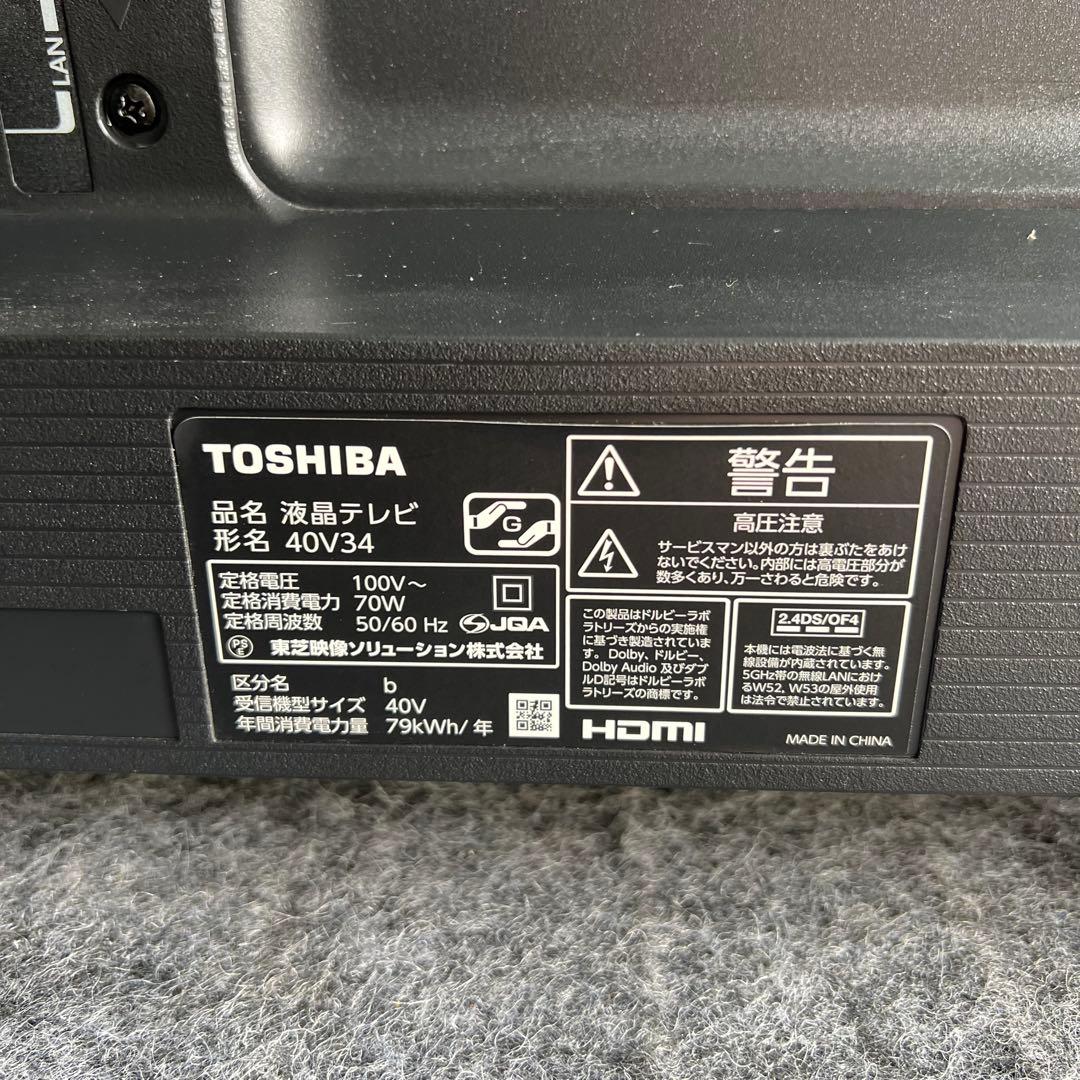 LAN
TOSHIBA
品名 液晶テレビ
形名 40V34
G
定格電圧 100V～
定格消費電力 70W
定格周波数 50/60 Hz
JQA
PS
E
東芝映像ソリューション株式会社
区分名 b
受信機型サイズ 40V
年間消費電力量 79kWh/年
警告
高圧注意
サービスマン以外の方は裏ぶたをあけ
ないでください。内部には高電圧部分が
数多くあり、万一さわると危険です。
この製品はドルビーラボ
ラトリーズからの実施権
に基づき製造されていま
す。Dolby、ドルビー、
Dolby Audio 及びダブ
ルD記号はドルビーラボ
ラトリーズの商標です。
2.4DS/OF4
本機には電波法に基づく無
線設備が内蔵されています。
5GHz帯の無線LANにおけ
るW52, W53の屋外使用
は法令で禁止されています。
HDMI
MADE IN CHINA